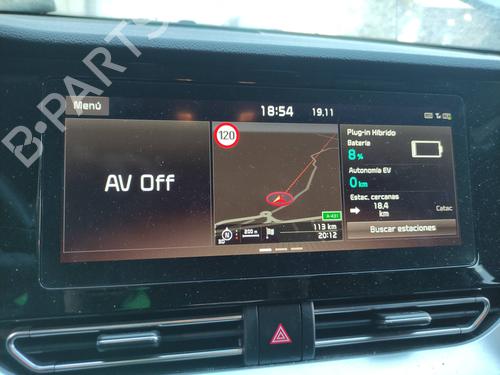 B-PARTS
Menú
18:54
19.11
AV Off
120
A-431
N
200 m
113 km
20:12
Plug-in Híbrido
Batería
8 %
Autonomía EV
0 km
Estac. cercanas
18.4
km
Catac
Buscar estaciones